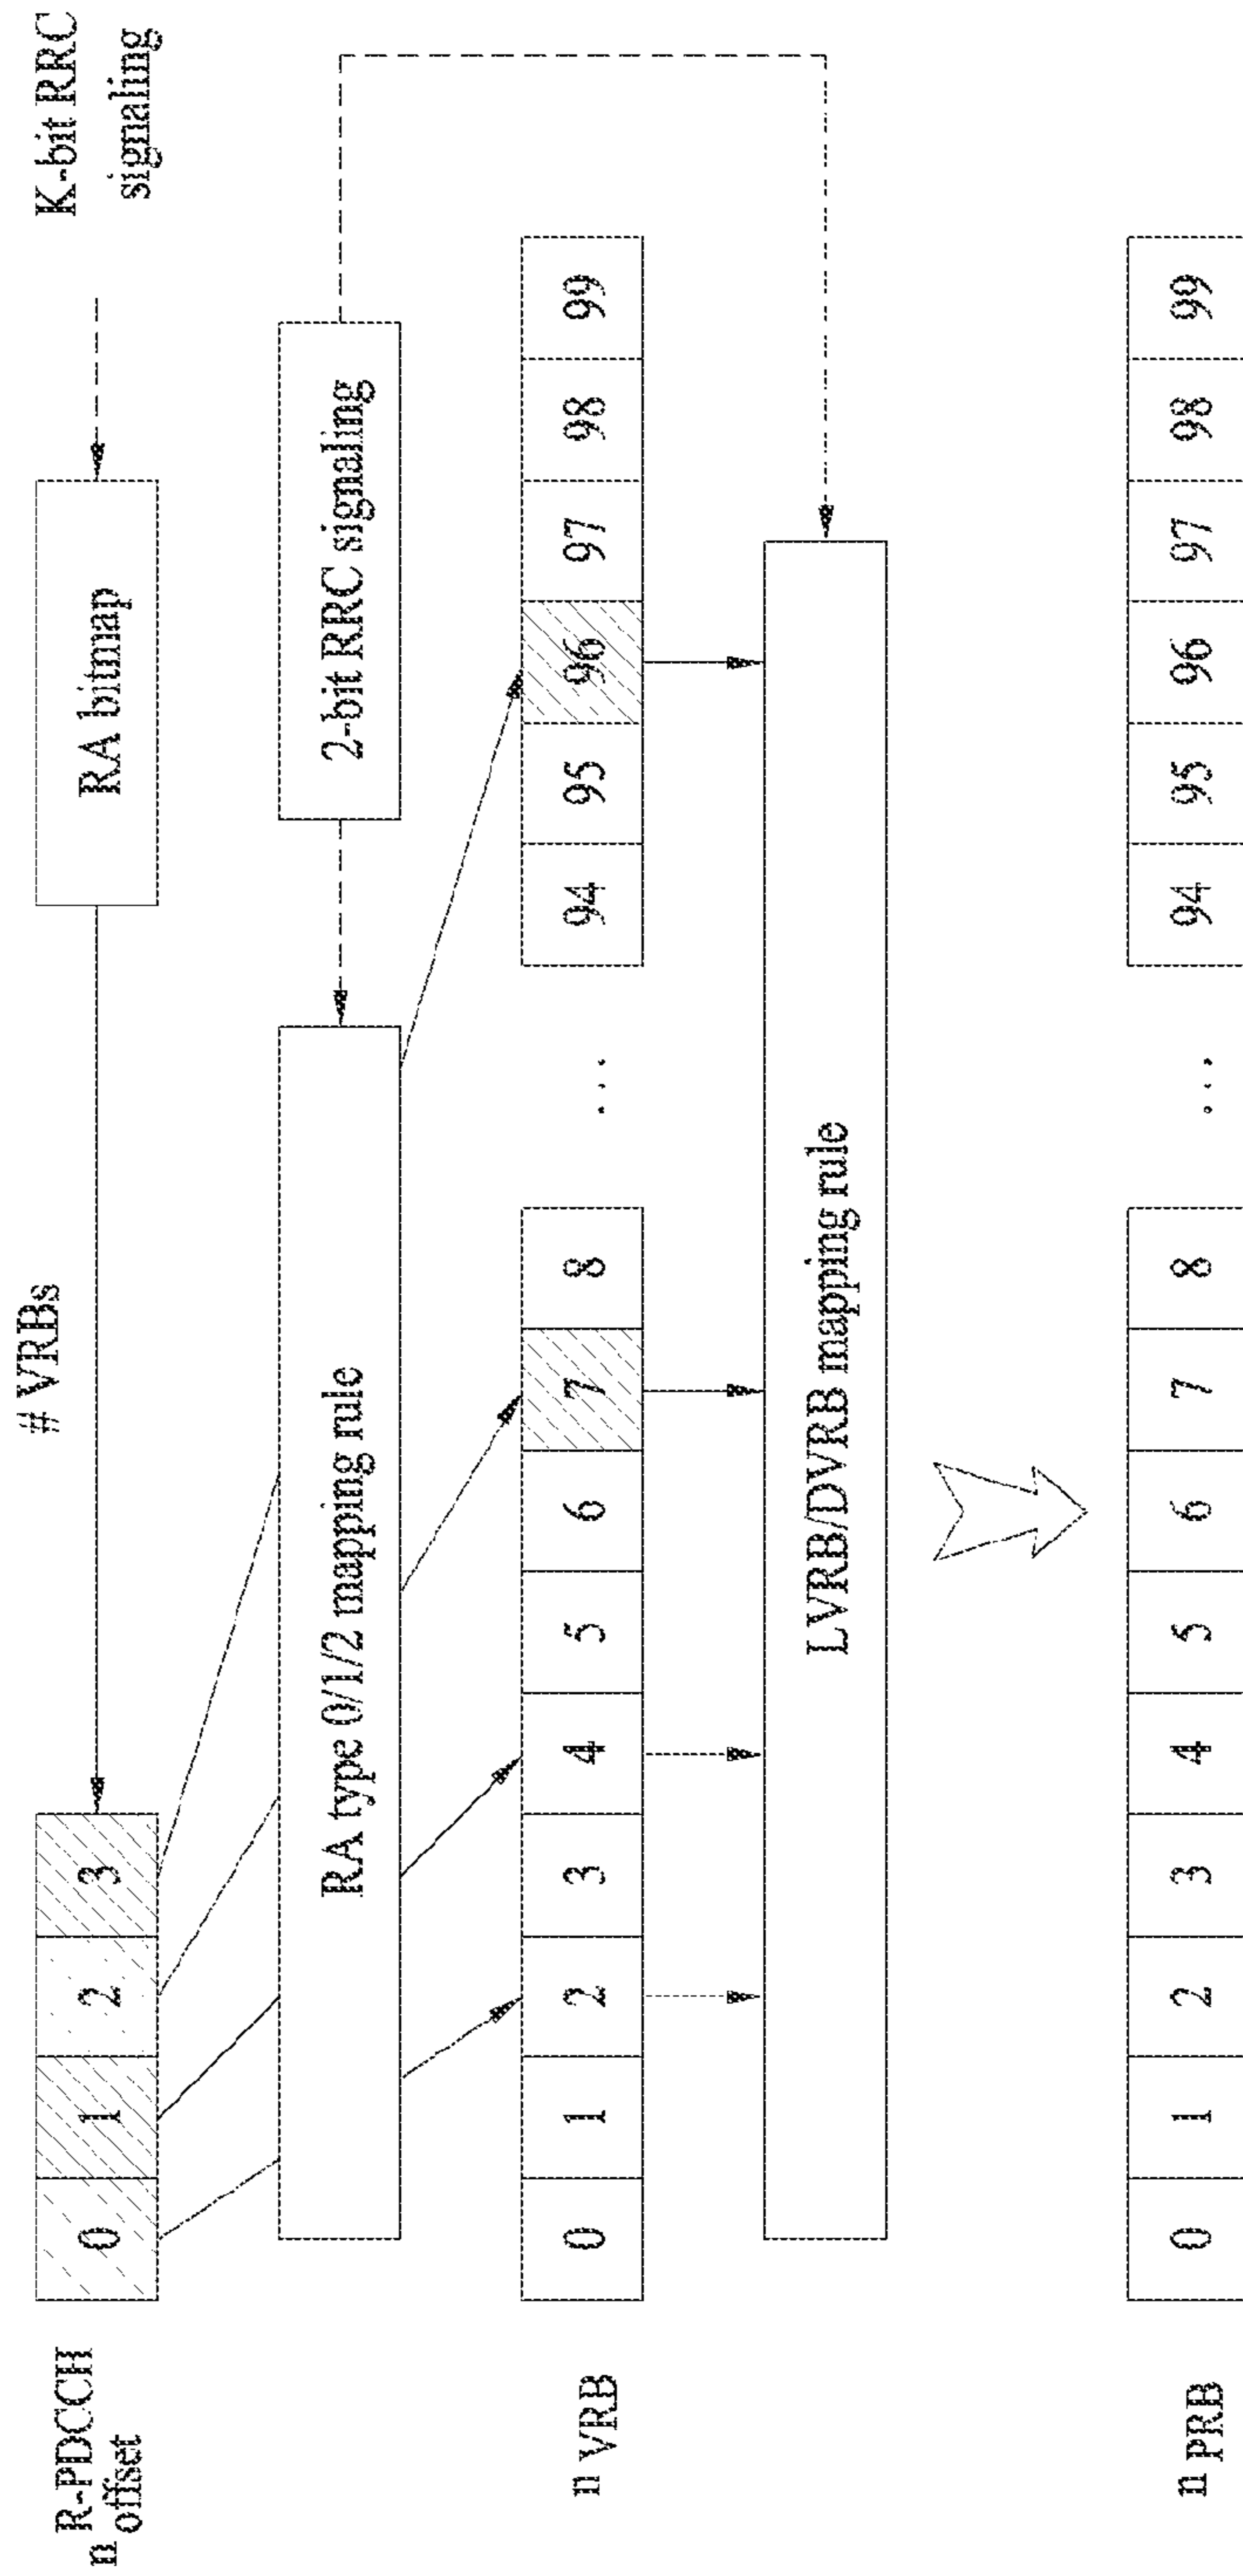 K-bit RRC
signaling
# VRBs
RA bitmap
n R-PDCCH offset
0 1 2 3
RA type 0/1/2 mapping rule
2-bit RRC signaling
n VRB
0 1 2 3 4 5 6 7 8 ... 94 95 96 97 98 99
LVRB/DVRB mapping rule
n PRB
0 1 2 3 4 5 6 7 8 ... 94 95 96 97 98 99